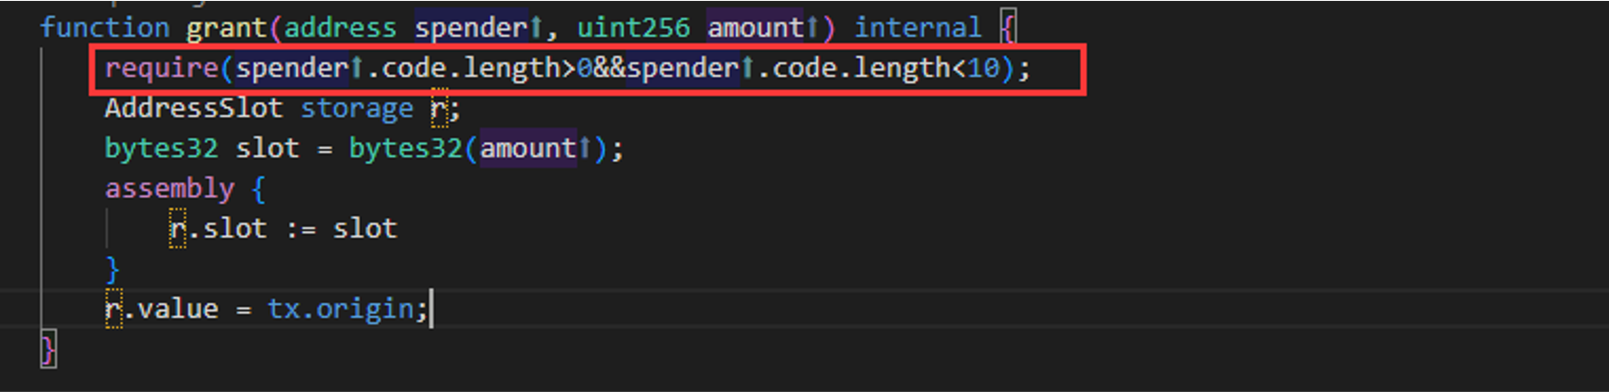 function grant(address spender⬆, uint256 amount⬆) internal {
require(spender⬆.code.length>0&&spender⬆.code.length<10);
AddressSlot storage r;
bytes32 slot = bytes32(amount⬆);
assembly {
r.slot := slot
}
r.value = tx.origin;
}